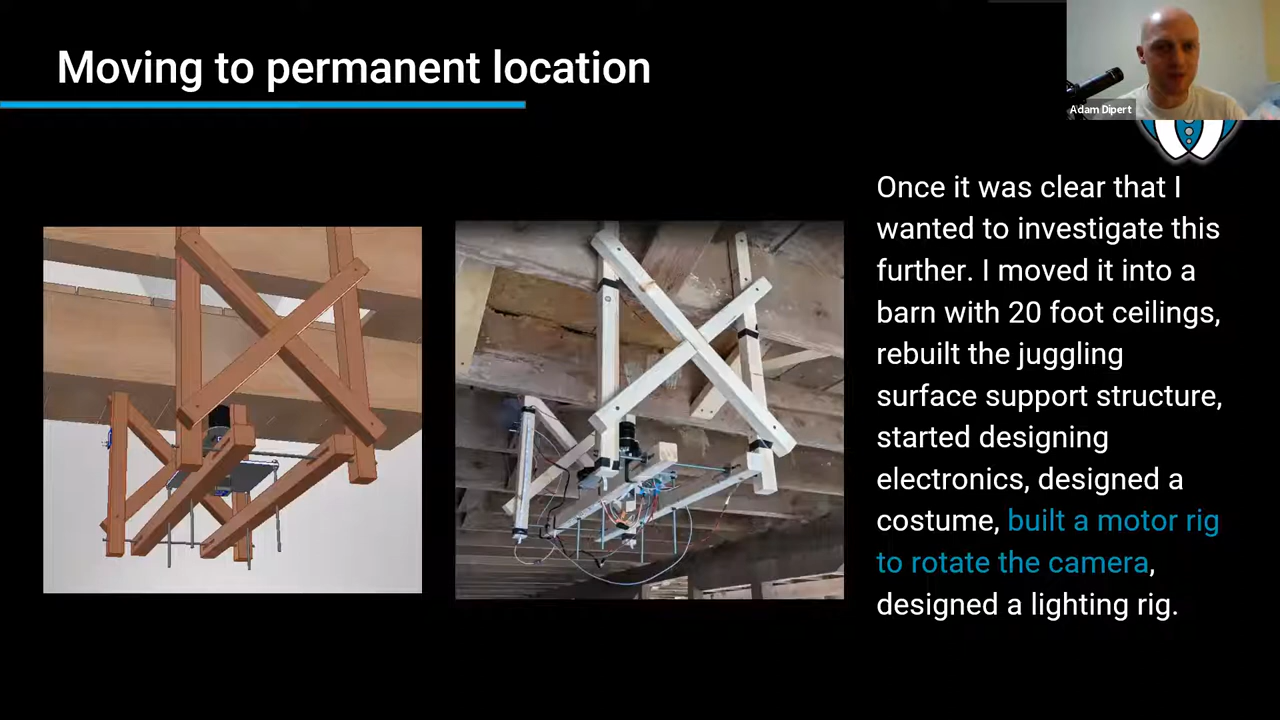 Moving to permanent location
Adam Dipert
Once it was clear that I
wanted to investigate this
further. I moved it into a
barn with 20 foot ceilings,
rebuilt the juggling
surface support structure,
started designing
electronics, designed a
costume, built a motor rig
to rotate the camera,
designed a lighting rig.